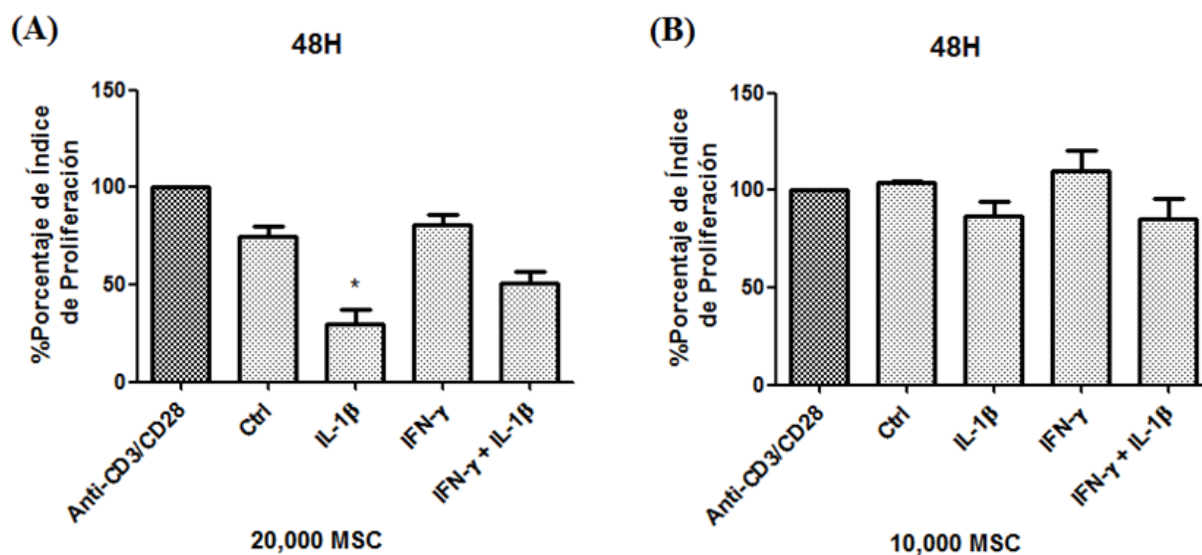 (A)
48H
%Porcentaje de Índice
de Proliferación
150
100
50
0
*
Anti-CD3/CD28
Ctrl
IL-1β
IFN-γ
IFN-γ + IL-1β
20,000 MSC
(B)
48H
%Porcentaje de Índice
de Proliferación
150
100
50
0
Anti-CD3/CD28
Ctrl
IL-1β
IFN-γ
IFN-γ + IL-1β
10,000 MSC